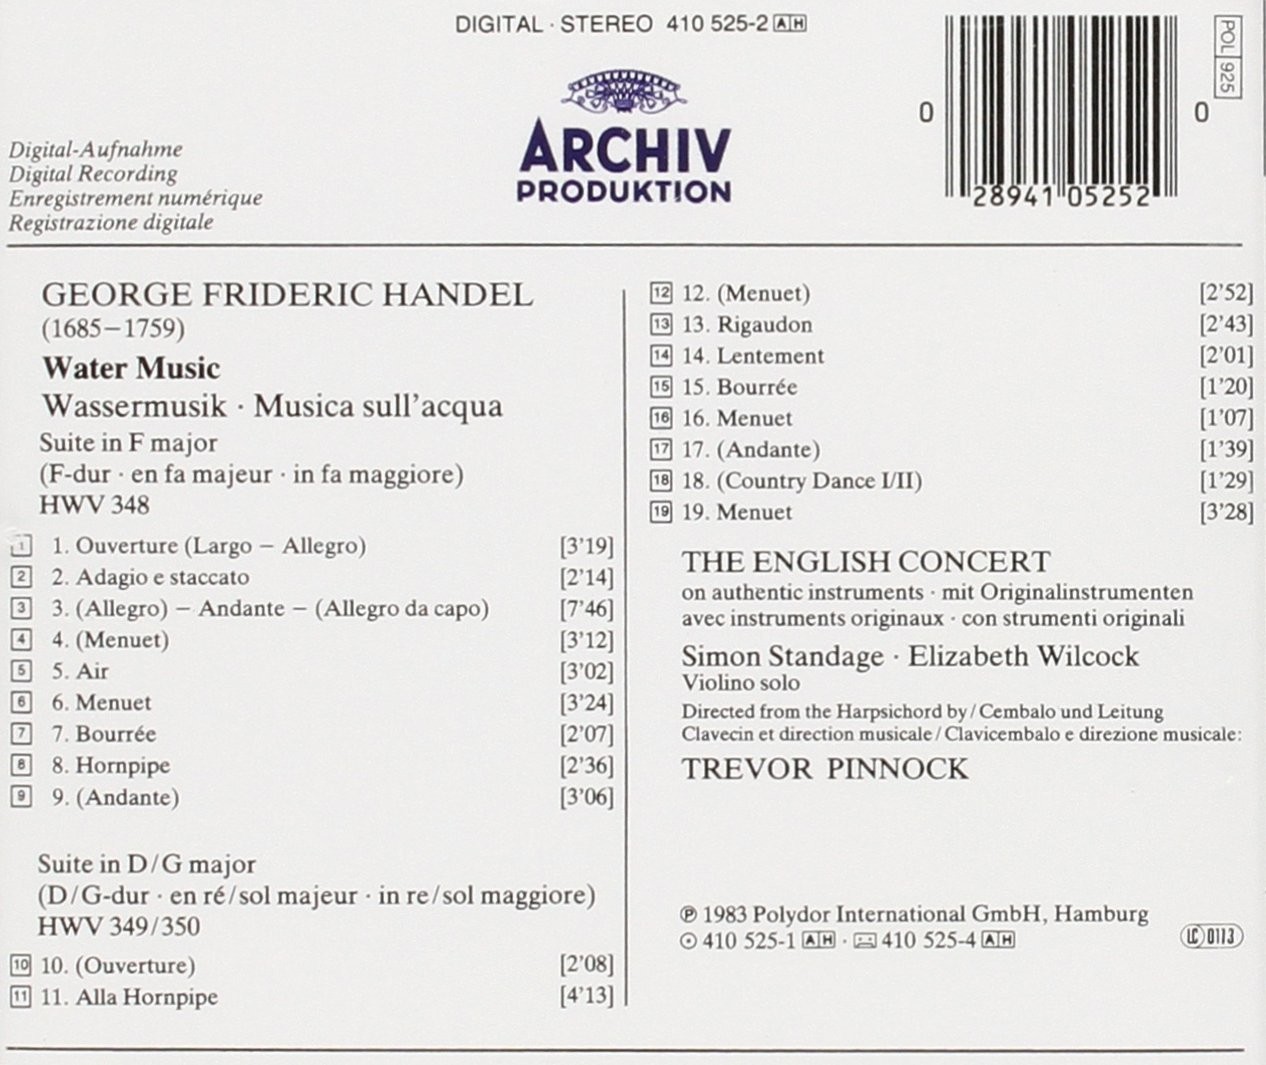 DIGITAL · STEREO 410 525-2 AH
POL 925
ARCHIV
PRODUKTION
0 28941 05252 0
Digital-Aufnahme
Digital Recording
Enregistrement numérique
Registrazione digitale
GEORGE FRIDERIC HANDEL
(1685–1759)
Water Music
Wassermusik · Musica sull'acqua
Suite in F major
(F-dur · en fa majeur · in fa maggiore)
HWV 348
1 1. Ouverture (Largo – Allegro) [3'19]
2 2. Adagio e staccato [2'14]
3 3. (Allegro) – Andante – (Allegro da capo) [7'46]
4 4. (Menuet) [3'12]
5 5. Air [3'02]
6 6. Menuet [3'24]
7 7. Bourrée [2'07]
8 8. Hornpipe [2'36]
9 9. (Andante) [3'06]
Suite in D/G major
(D/G-dur · en ré/sol majeur · in re/sol maggiore)
HWV 349/350
10 10. (Ouverture) [2'08]
11 11. Alla Hornpipe [4'13]
12 12. (Menuet) [2'52]
13 13. Rigaudon [2'43]
14 14. Lentement [2'01]
15 15. Bourrée [1'20]
16 16. Menuet [1'07]
17 17. (Andante) [1'39]
18 18. (Country Dance I/II) [1'29]
19 19. Menuet [3'28]
THE ENGLISH CONCERT
on authentic instruments · mit Originalinstrumenten
avec instruments originaux · con strumenti originali
Simon Standage · Elizabeth Wilcock
Violino solo
Directed from the Harpsichord by / Cembalo und Leitung
Clavecin et direction musicale / Clavicembalo e direzione musicale:
TREVOR PINNOCK
℗ 1983 Polydor International GmbH, Hamburg
410 525-1 AH · 410 525-4 AH
LC 0113